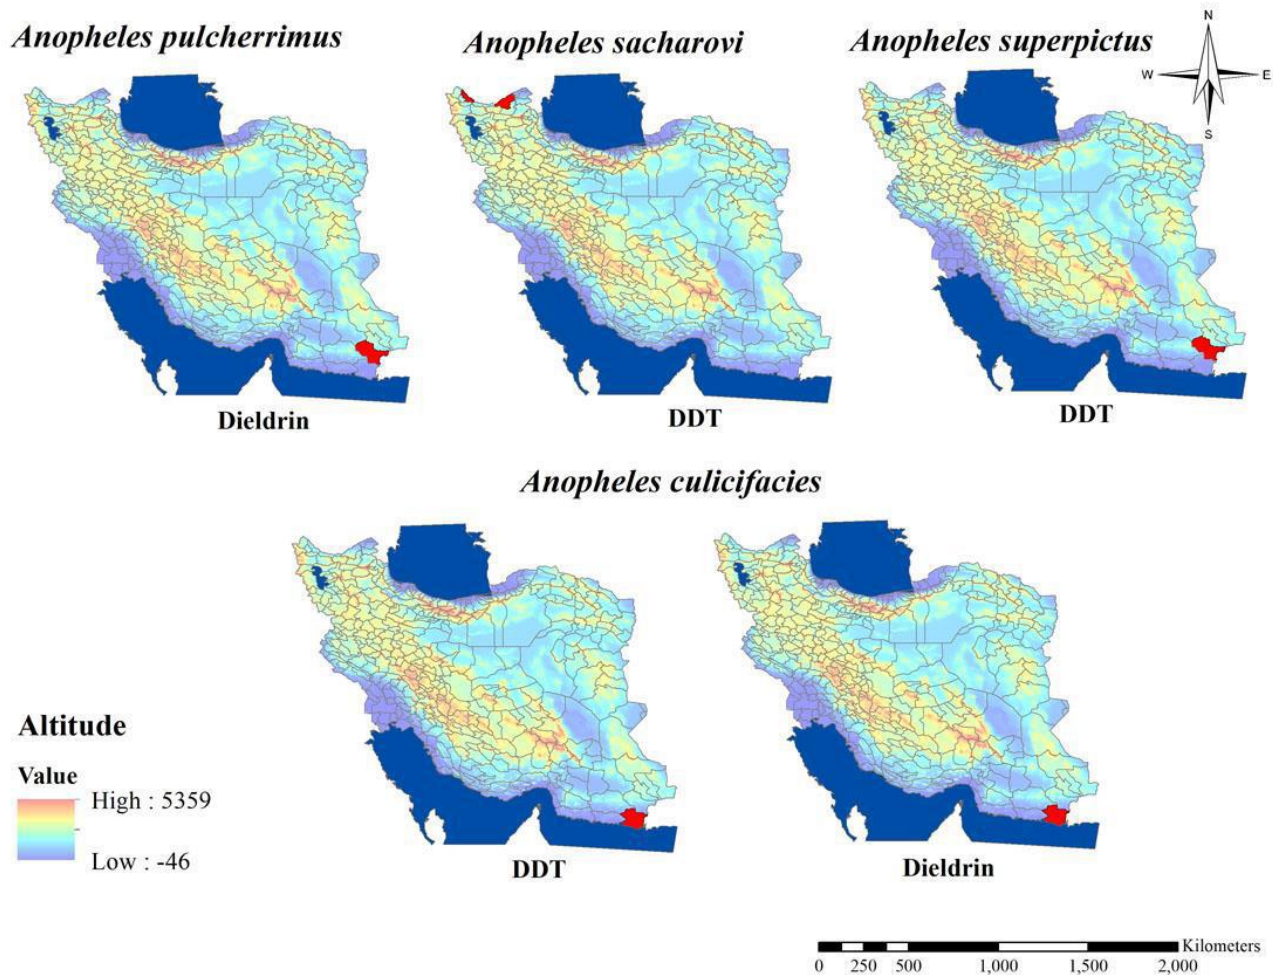 Anopheles pulcherrimus
Anopheles sacharovi
Anopheles superpictus
N
W E
S
Dieldrin
DDT
DDT
Anopheles culicifacies
Altitude
Value
High : 5359
Low : -46
DDT
Dieldrin
Kilometers
0 250 500 1,000 1,500 2,000